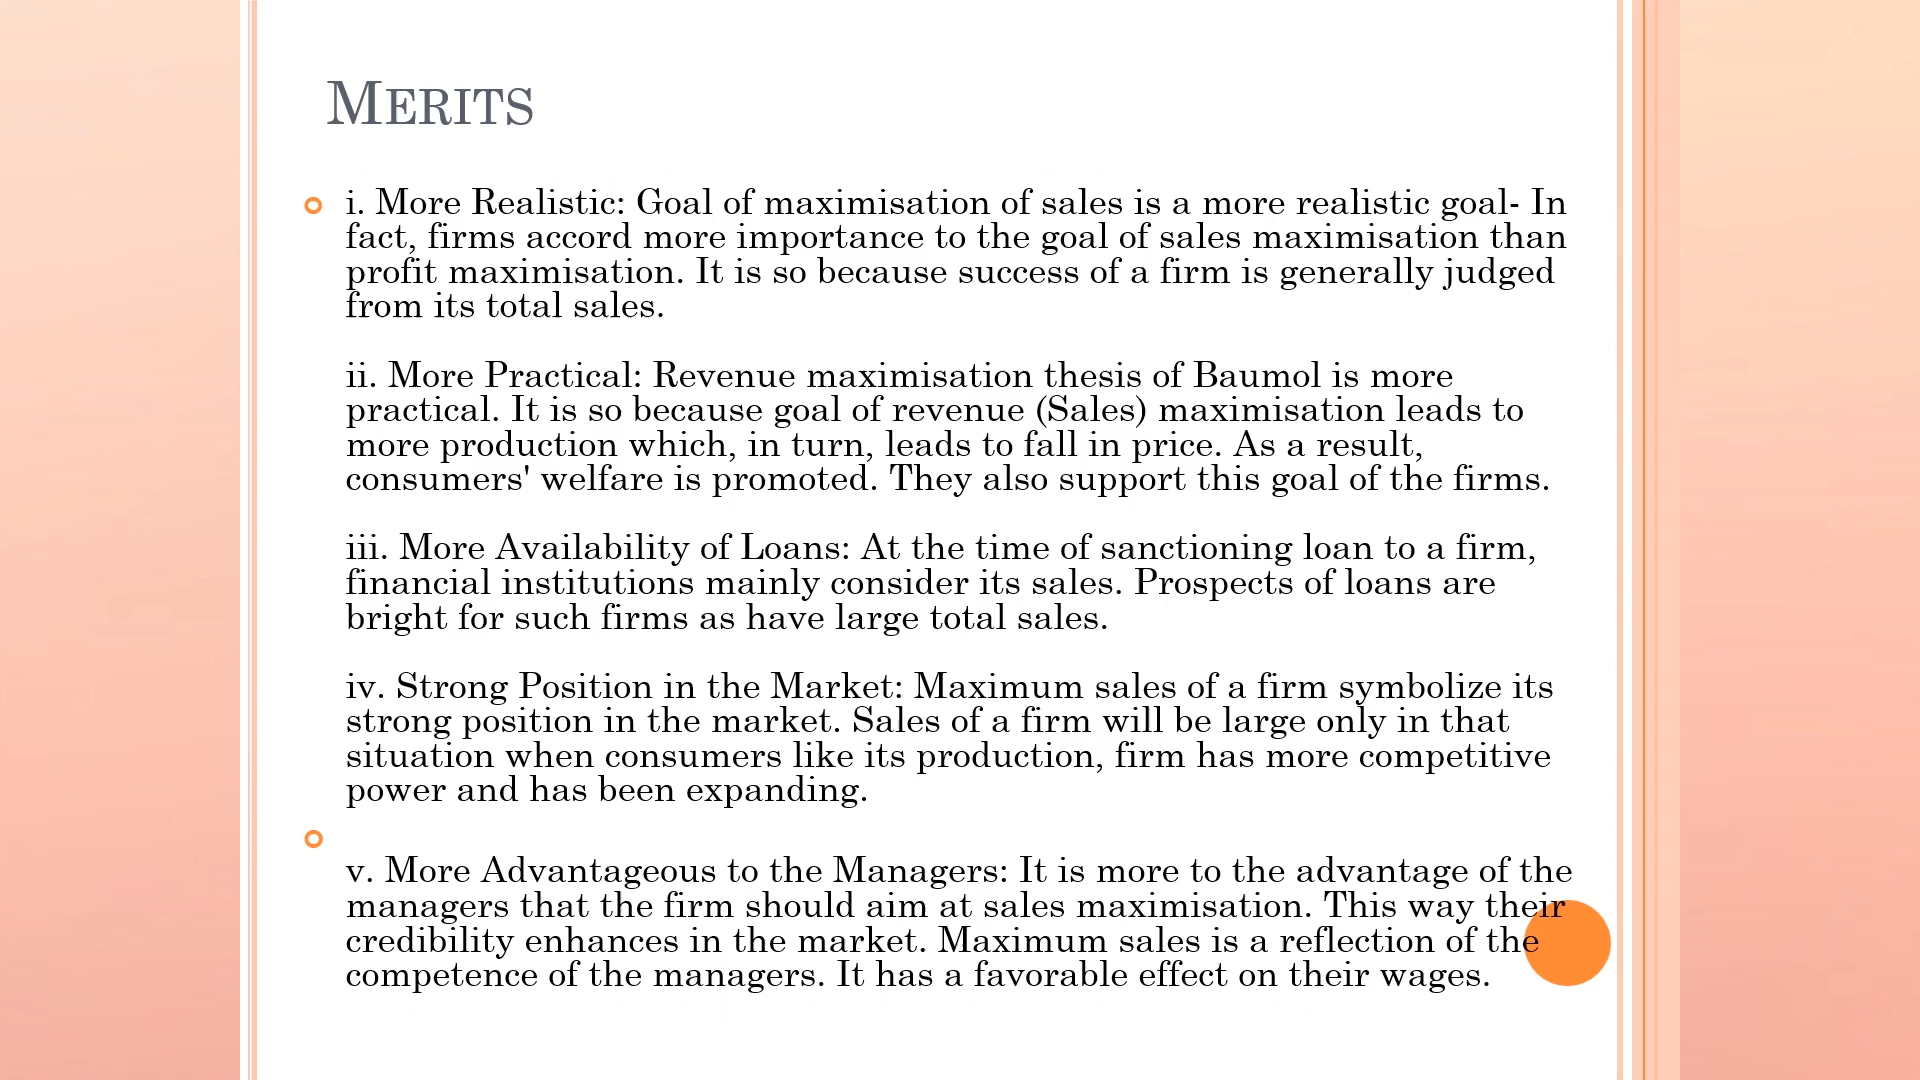 MERITS
i. More Realistic: Goal of maximisation of sales is a more realistic goal- In
fact, firms accord more importance to the goal of sales maximisation than
profit maximisation. It is so because success of a firm is generally judged
from its total sales.
ii. More Practical: Revenue maximisation thesis of Baumol is more
practical. It is so because goal of revenue (Sales) maximisation leads to
more production which, in turn, leads to fall in price. As a result,
consumers' welfare is promoted. They also support this goal of the firms.
iii. More Availability of Loans: At the time of sanctioning loan to a firm,
financial institutions mainly consider its sales. Prospects of loans are
bright for such firms as have large total sales.
iv. Strong Position in the Market: Maximum sales of a firm symbolize its
strong position in the market. Sales of a firm will be large only in that
situation when consumers like its production, firm has more competitive
power and has been expanding.
v. More Advantageous to the Managers: It is more to the advantage of the
managers that the firm should aim at sales maximisation. This way their
credibility enhances in the market. Maximum sales is a reflection of the
competence of the managers. It has a favorable effect on their wages.